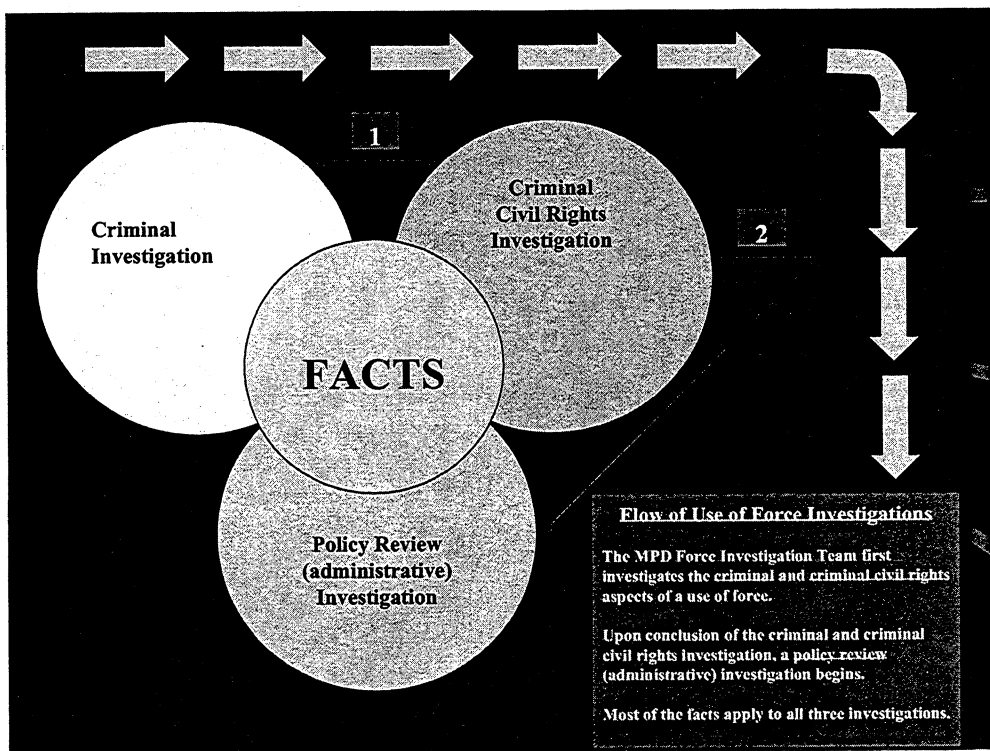 1
Criminal
Investigation
Criminal
Civil Rights
Investigation
2
FACTS
Policy Review
(administrative)
Investigation
Flow of Use of Force Investigations
The MPD Force Investigation Team first
investigates the criminal and criminal civil rights
aspects of a use of force.
Upon conclusion of the criminal and criminal
civil rights investigation, a policy review
(administrative) investigation begins.
Most of the facts apply to all three investigations.